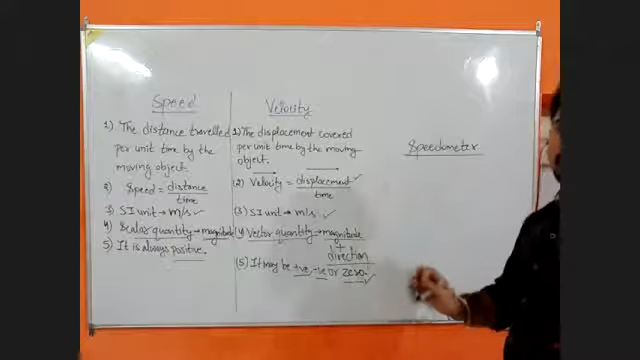 Speed
1) The distance travelled
per unit time by the
moving object.
2) Speed = distance
time
3) SI unit → m/s ✓
4) Scalar quantity → magnitude
5) It is always positive.
Velocity
1) The displacement covered
per unit time by the moving
object.
(2) Velocity = displacement ✓
time
(3) SI unit → m/s ✓
(4) Vector quantity → magnitude
+
direction
(5) It may be +ve, -ve or zero. ✓
Speedometer